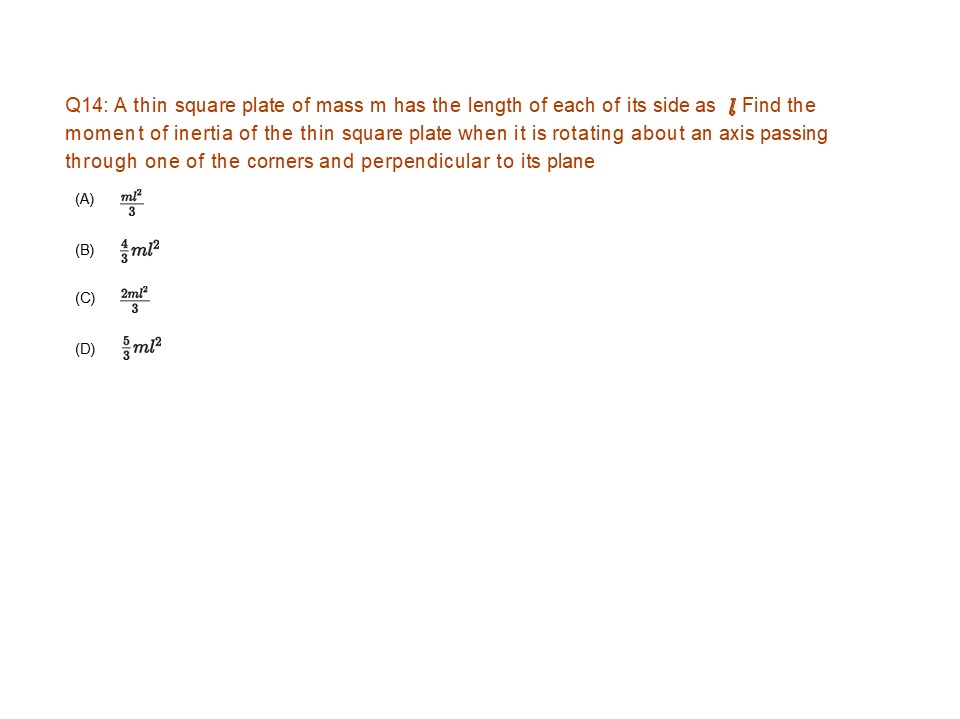 Q14: A thin square plate of mass m has the length of each of its side as l. Find the
moment of inertia of the thin square plate when it is rotating about an axis passing
through one of the corners and perpendicular to its plane
(A) \frac{ml^2}{3}
(B) \frac{4}{3}ml^2
(C) \frac{2ml^2}{3}
(D) \frac{5}{3}ml^2